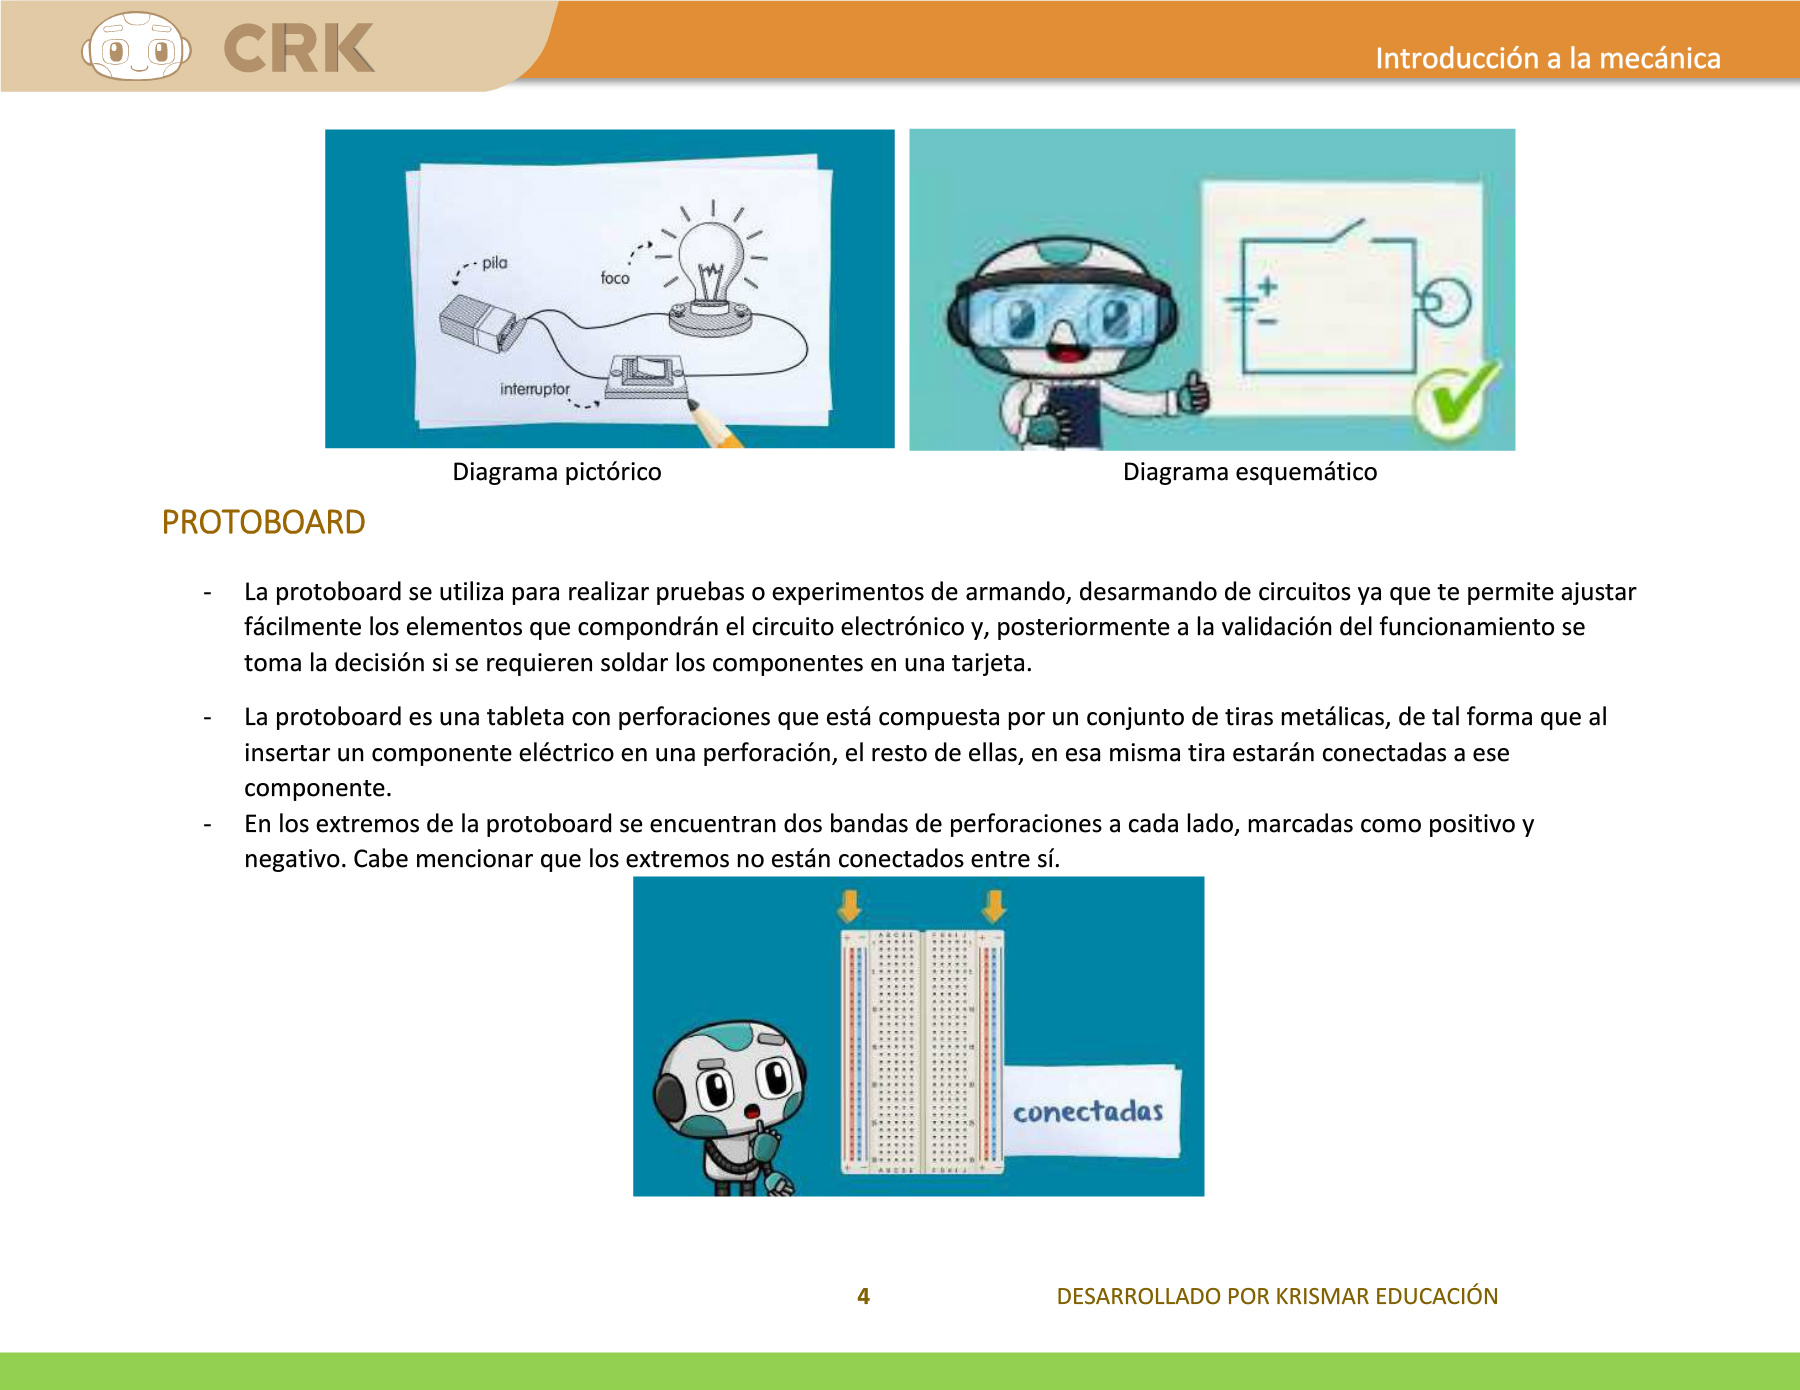 CRK
Introducción a la mecánica
pila
foco
interruptor
+
−
Diagrama pictórico
Diagrama esquemático
PROTOBOARD
- La protoboard se utiliza para realizar pruebas o experimentos de armando, desarmando de circuitos ya que te permite ajustar
fácilmente los elementos que compondrán el circuito electrónico y, posteriormente a la validación del funcionamiento se
toma la decisión si se requieren soldar los componentes en una tarjeta.
- La protoboard es una tableta con perforaciones que está compuesta por un conjunto de tiras metálicas, de tal forma que al
insertar un componente eléctrico en una perforación, el resto de ellas, en esa misma tira estarán conectadas a ese
componente.
- En los extremos de la protoboard se encuentran dos bandas de perforaciones a cada lado, marcadas como positivo y
negativo. Cabe mencionar que los extremos no están conectados entre sí.
conectadas
4
DESARROLLADO POR KRISMAR EDUCACIÓN